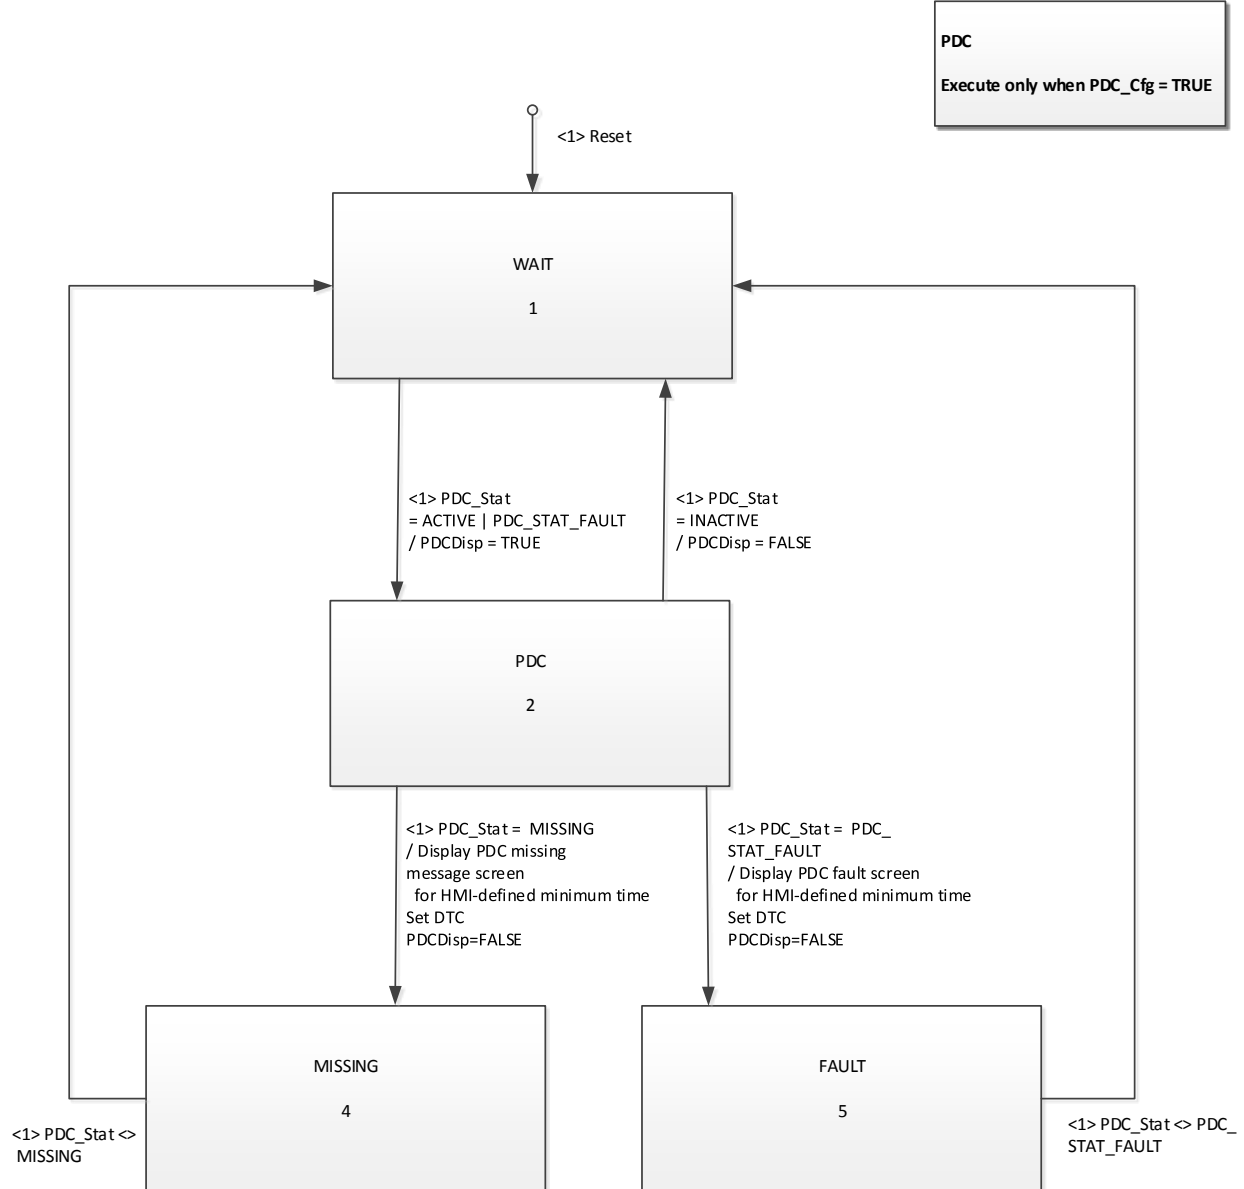 PDC
Execute only when PDC_Cfg = TRUE
<1> Reset
WAIT
1
<1> PDC_Stat
= ACTIVE | PDC_STAT_FAULT
/ PDCDisp = TRUE
<1> PDC_Stat
= INACTIVE
/ PDCDisp = FALSE
PDC
2
<1> PDC_Stat =  MISSING
/ Display PDC missing
message screen
for HMI-defined minimum time
Set DTC
PDCDisp=FALSE
<1> PDC_Stat =  PDC_
STAT_FAULT
/ Display PDC fault screen
for HMI-defined minimum time
Set DTC
PDCDisp=FALSE
MISSING
4
FAULT
5
<1> PDC_Stat <>
MISSING
<1> PDC_Stat <> PDC_
STAT_FAULT